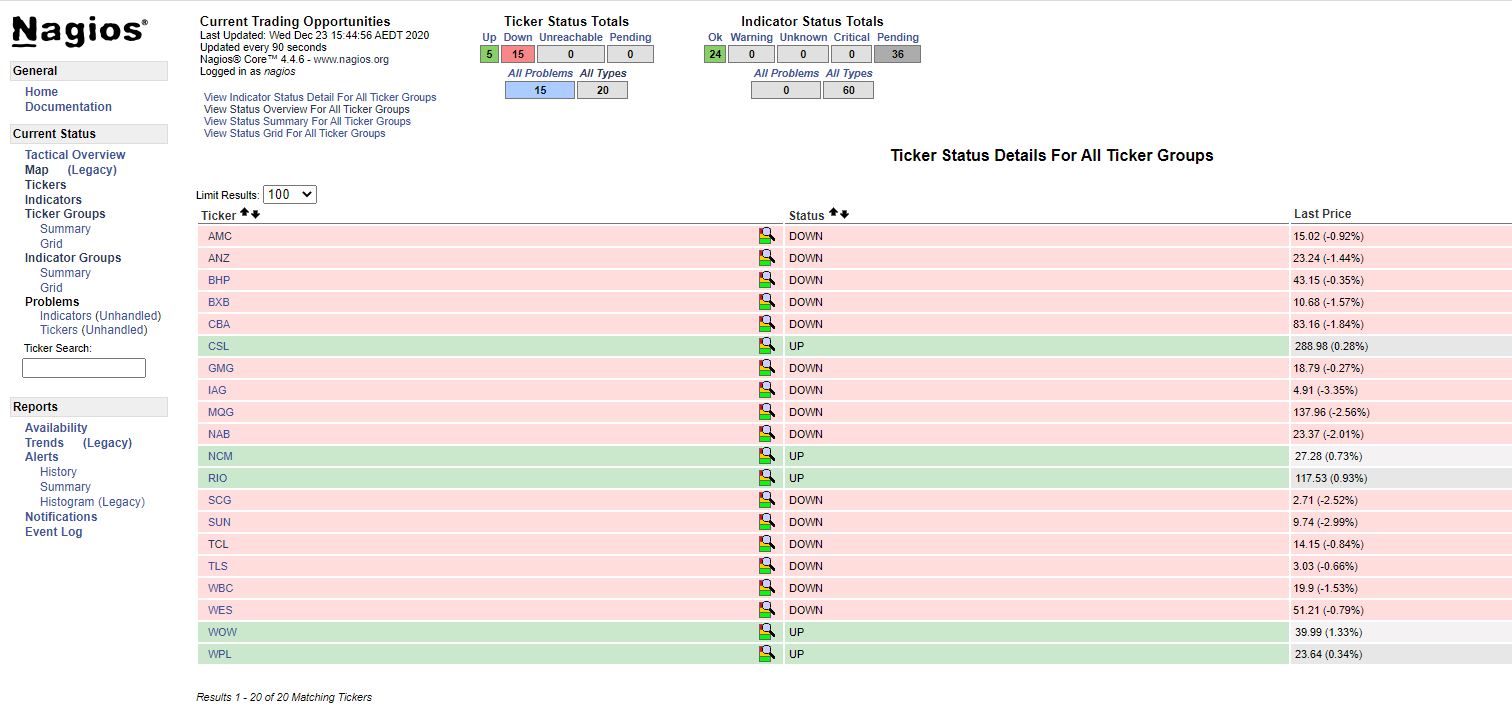 Nagios®
General
Home
Documentation
Current Status
Tactical Overview
Map (Legacy)
Tickers
Indicators
Ticker Groups
Summary
Grid
Indicator Groups
Summary
Grid
Problems
Indicators (Unhandled)
Tickers (Unhandled)
Ticker Search:
Reports
Availability
Trends (Legacy)
Alerts
History
Summary
Histogram (Legacy)
Notifications
Event Log
Current Trading Opportunities
Last Updated: Wed Dec 23 15:44:56 AEDT 2020
Updated every 90 seconds
Nagios® Core™ 4.4.6 - www.nagios.org
Logged in as nagios
View Indicator Status Detail For All Ticker Groups
View Status Overview For All Ticker Groups
View Status Summary For All Ticker Groups
View Status Grid For All Ticker Groups
Ticker Status Totals
Up Down Unreachable Pending
5 15 0 0
All Problems All Types
15 20
Indicator Status Totals
Ok Warning Unknown Critical Pending
24 0 0 0 36
All Problems All Types
0 60
Ticker Status Details For All Ticker Groups
Limit Results: 100
Ticker Status Last Price
AMC DOWN 15.02 (-0.92%)
ANZ DOWN 23.24 (-1.44%)
BHP DOWN 43.15 (-0.35%)
BXB DOWN 10.68 (-1.57%)
CBA DOWN 83.16 (-1.84%)
CSL UP 288.98 (0.28%)
GMG DOWN 18.79 (-0.27%)
IAG DOWN 4.91 (-3.35%)
MQG DOWN 137.96 (-2.56%)
NAB DOWN 23.37 (-2.01%)
NCM UP 27.28 (0.73%)
RIO UP 117.53 (0.93%)
SCG DOWN 2.71 (-2.52%)
SUN DOWN 9.74 (-2.99%)
TCL DOWN 14.15 (-0.84%)
TLS DOWN 3.03 (-0.66%)
WBC DOWN 19.9 (-1.53%)
WES DOWN 51.21 (-0.79%)
WOW UP 39.99 (1.33%)
WPL UP 23.64 (0.34%)
Results 1 - 20 of 20 Matching Tickers